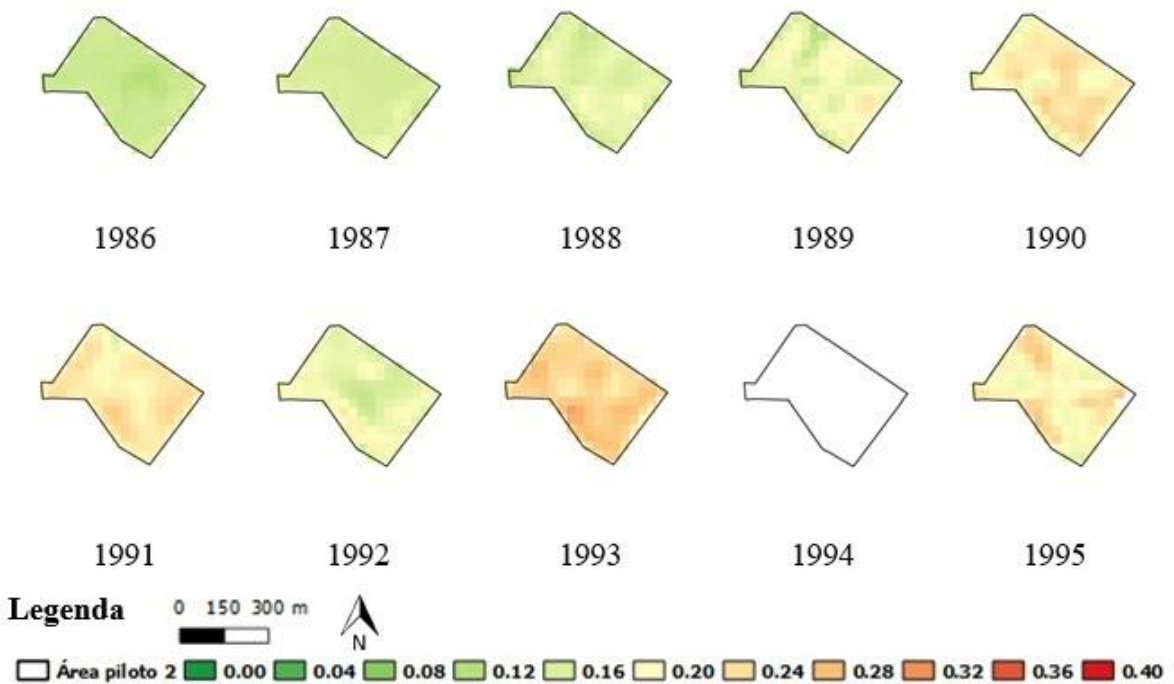 1986 1987 1988 1989 1990
1991 1992 1993 1994 1995
Legenda 0 150 300 m
N
Área piloto 2 0.00 0.04 0.08 0.12 0.16 0.20 0.24 0.28 0.32 0.36 0.40